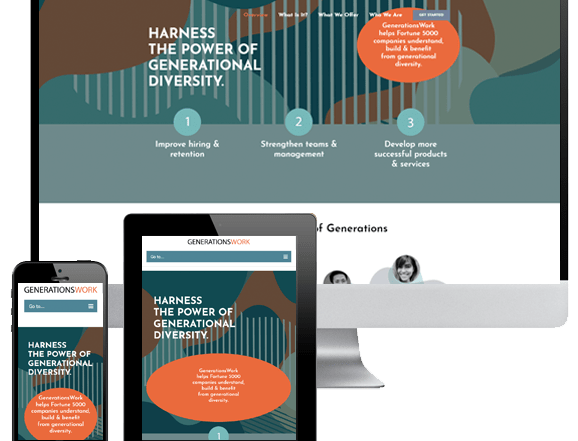 Overview What Is It? What We Offer Who We Are GET STARTED
HARNESS
THE POWER OF
GENERATIONAL
DIVERSITY.
GenerationsWork
helps Fortune 5000
companies understand,
build & benefit
from generational
diversity.
1
2
3
Improve hiring &
retention
Strengthen teams &
management
Develop more
successful products
& services
of Generations
GENERATIONSWORK
Go to...
HARNESS
THE POWER OF
GENERATIONAL
DIVERSITY.
GenerationsWork
helps Fortune 5000
companies understand,
build & benefit
from generational
diversity.
1
GENERATIONSWORK
Go to...
HARNESS
THE POWER OF
GENERATIONAL
DIVERSITY.
GenerationsWork
helps Fortune 5000
companies understand,
build & benefit
from generational
diversity.